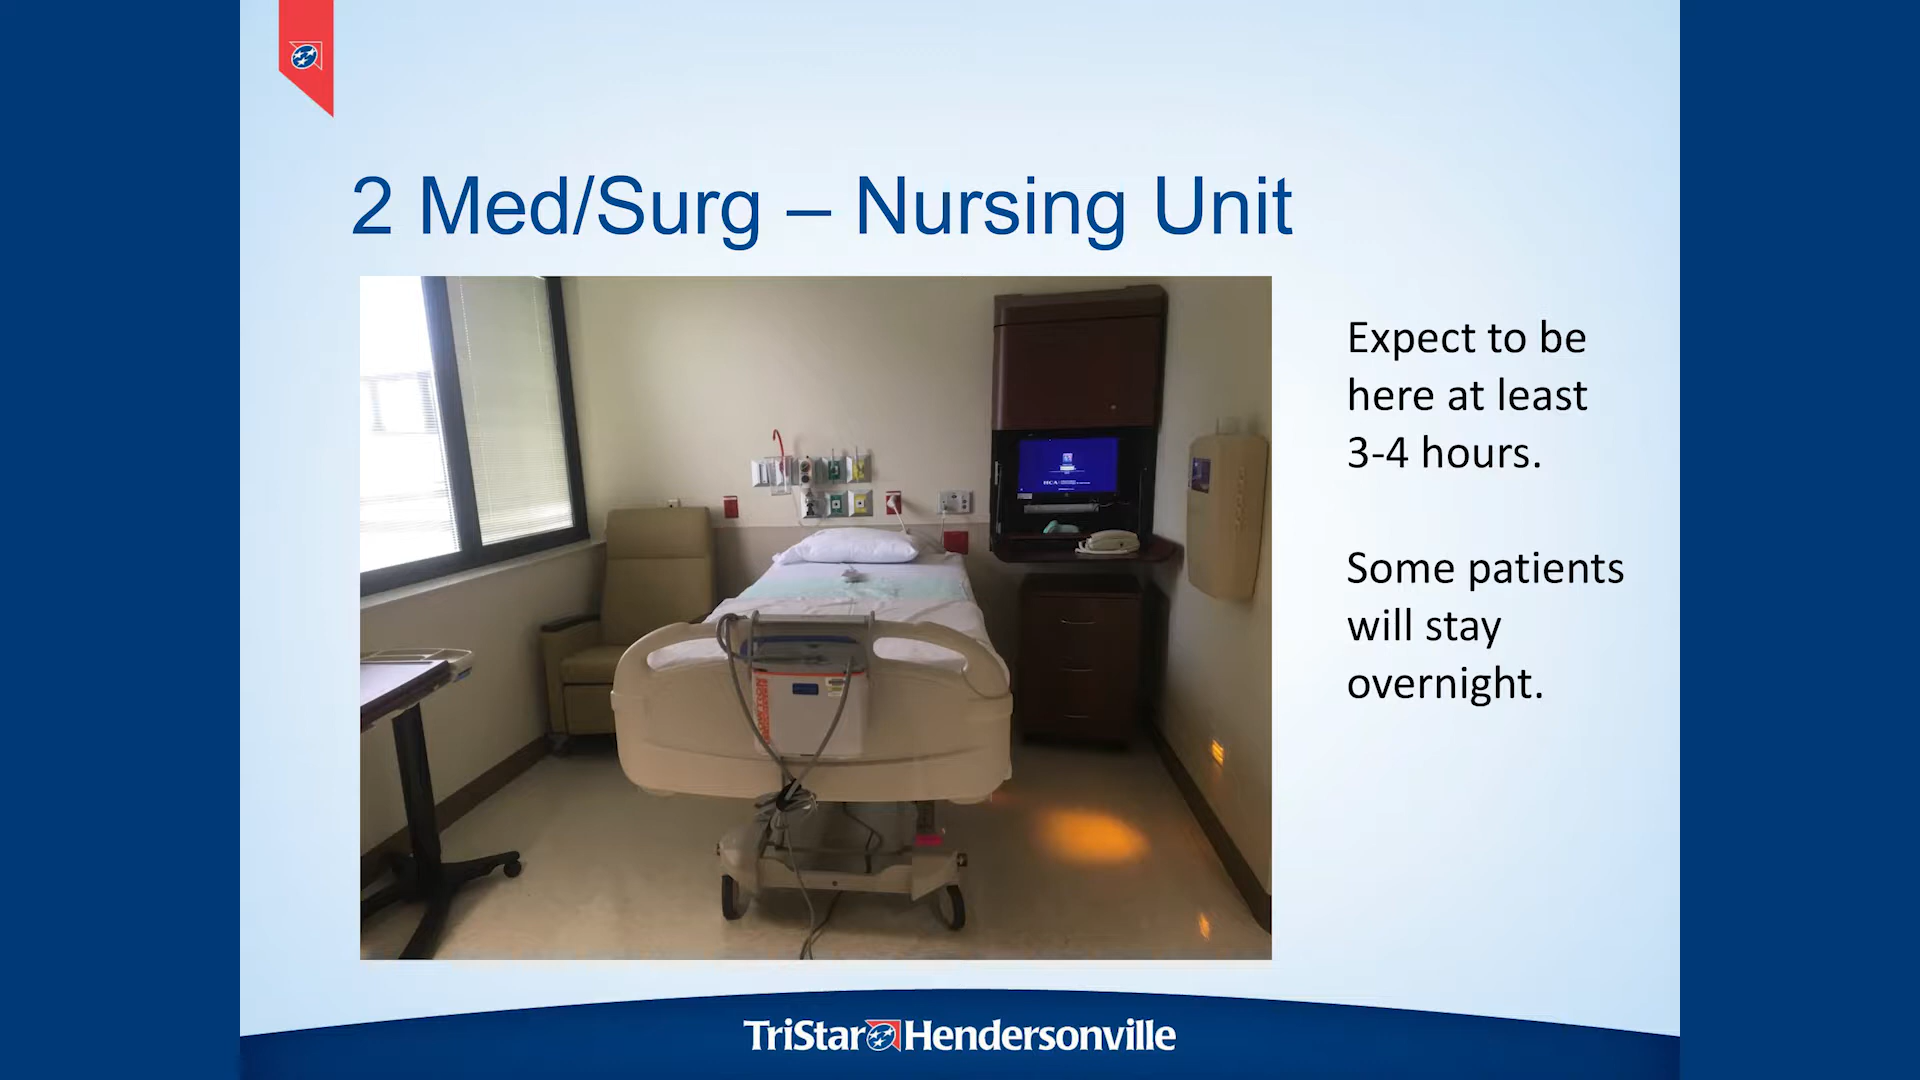 2 Med/Surg – Nursing Unit
Expect to be
here at least
3-4 hours.
Some patients
will stay
overnight.
HCA
TriStar Hendersonville